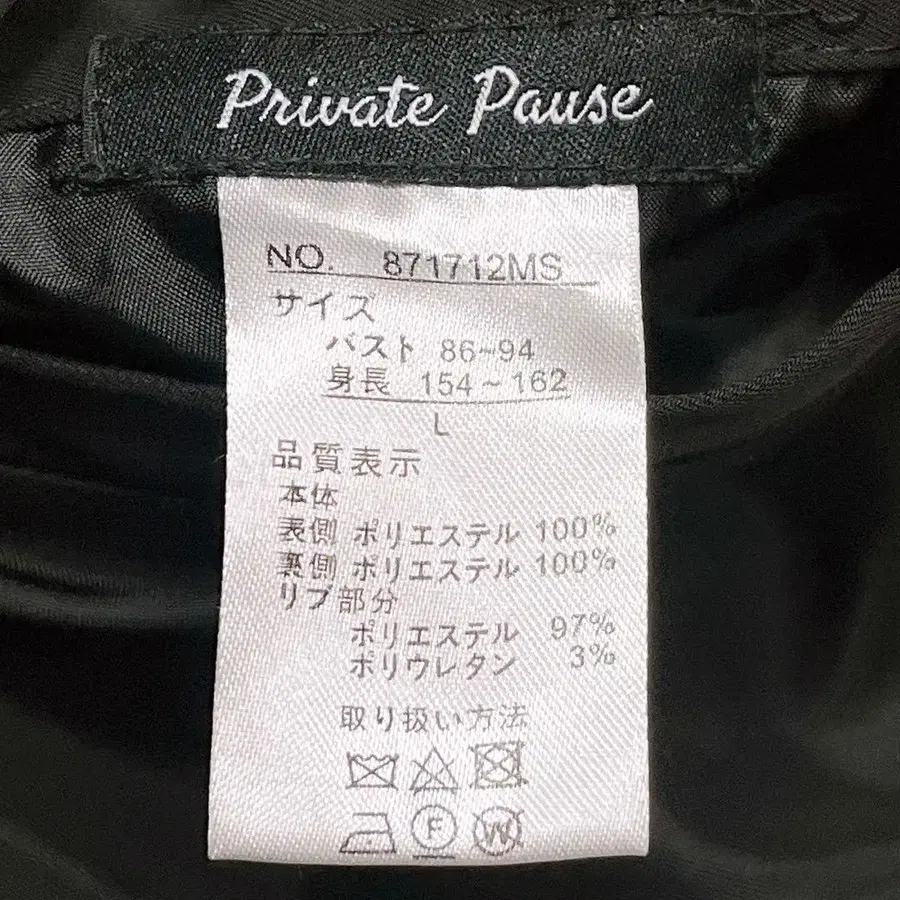 Private Pause
NO. 871712MS
サイズ
バスト 86~94
身長 154~162
L
品質表示
本体
表側 ポリエステル 100%
裏側 ポリエステル 100%
リブ部分
ポリエステル 97%
ポリウレタン 3%
取り扱い方法
F
W